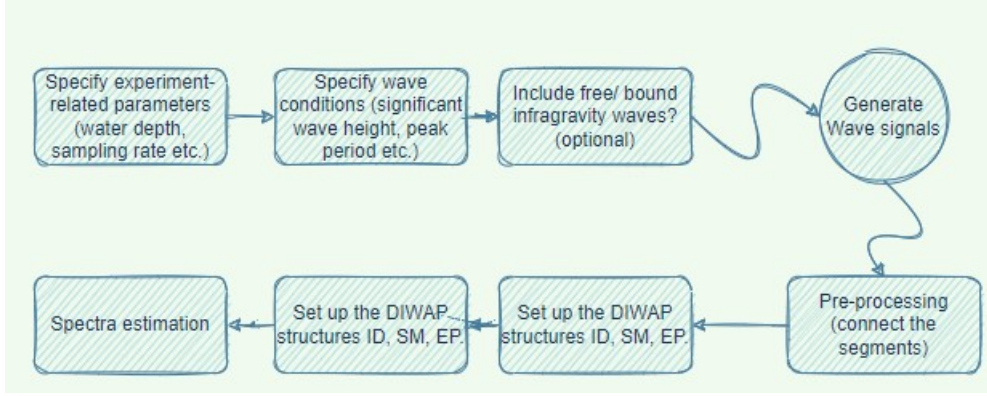 Specify experiment-
related parameters
(water depth,
sampling rate etc.)
Specify wave
conditions (significant
wave height, peak
period etc.)
Include free/ bound
infragravity waves?
(optional)
Generate
Wave signals
Pre-processing
(connect the
segments)
Set up the DIWAP
structures ID, SM, EP.
Set up the DIWAP
structures ID, SM, EP.
Spectra estimation